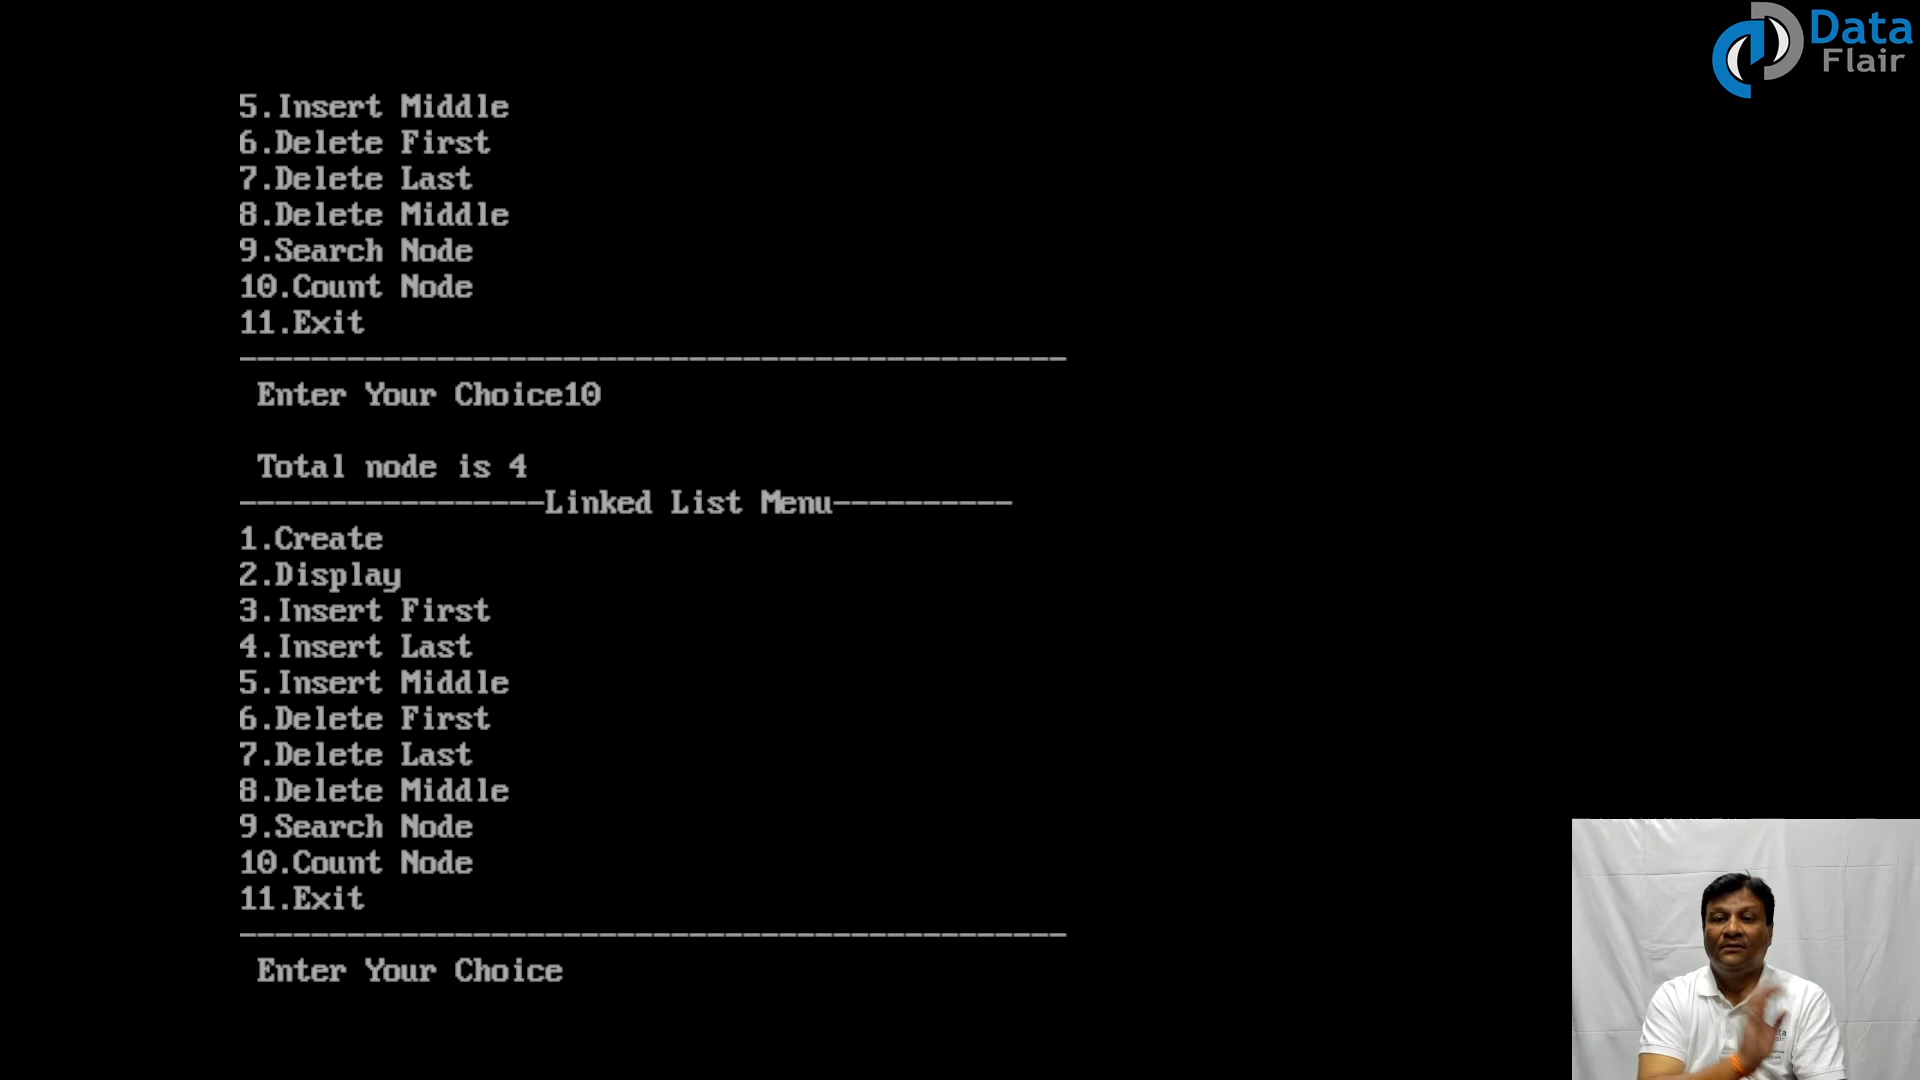 Data
Flair
5.Insert Middle
6.Delete First
7.Delete Last
8.Delete Middle
9.Search Node
10.Count Node
11.Exit
----------------------------------------------
Enter Your Choice10
Total node is 4
-----------------Linked List Menu----------
1.Create
2.Display
3.Insert First
4.Insert Last
5.Insert Middle
6.Delete First
7.Delete Last
8.Delete Middle
9.Search Node
10.Count Node
11.Exit
----------------------------------------------
Enter Your Choice